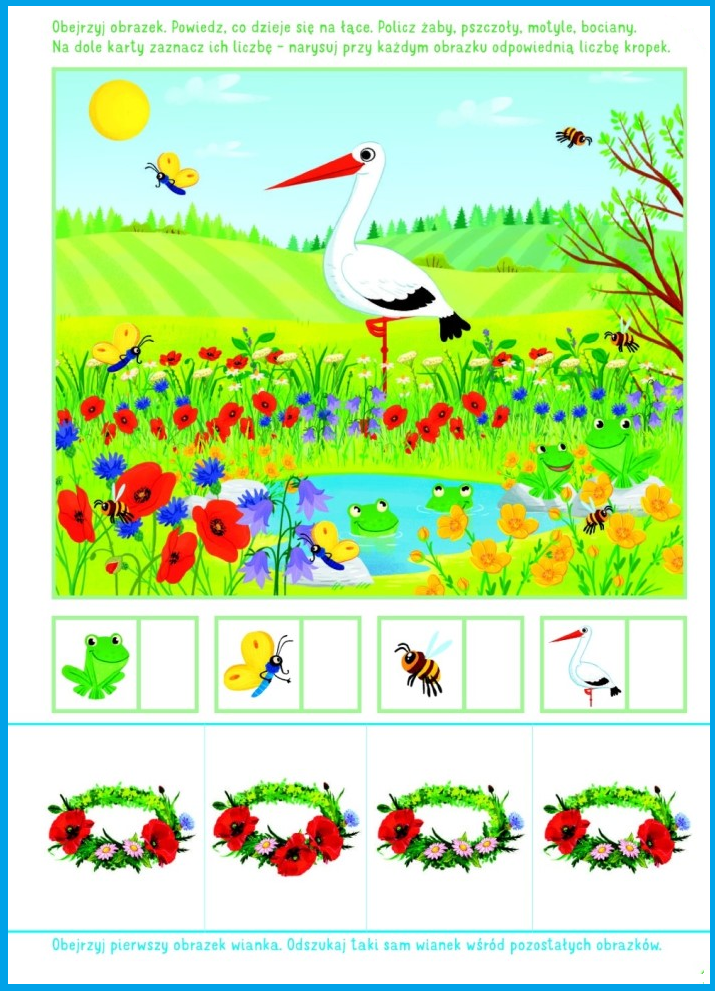 Obejrzyj obrazek. Powiedz, co dzieje się na łące. Policz żaby, pszczoły, motyle, bociany.
Na dole karty zaznacz ich liczbę – narysuj przy każdym obrazku odpowiednią liczbę kropek.
Obejrzyj pierwszy obrazek wianka. Odszukaj taki sam wianek wśród pozostałych obrazków.